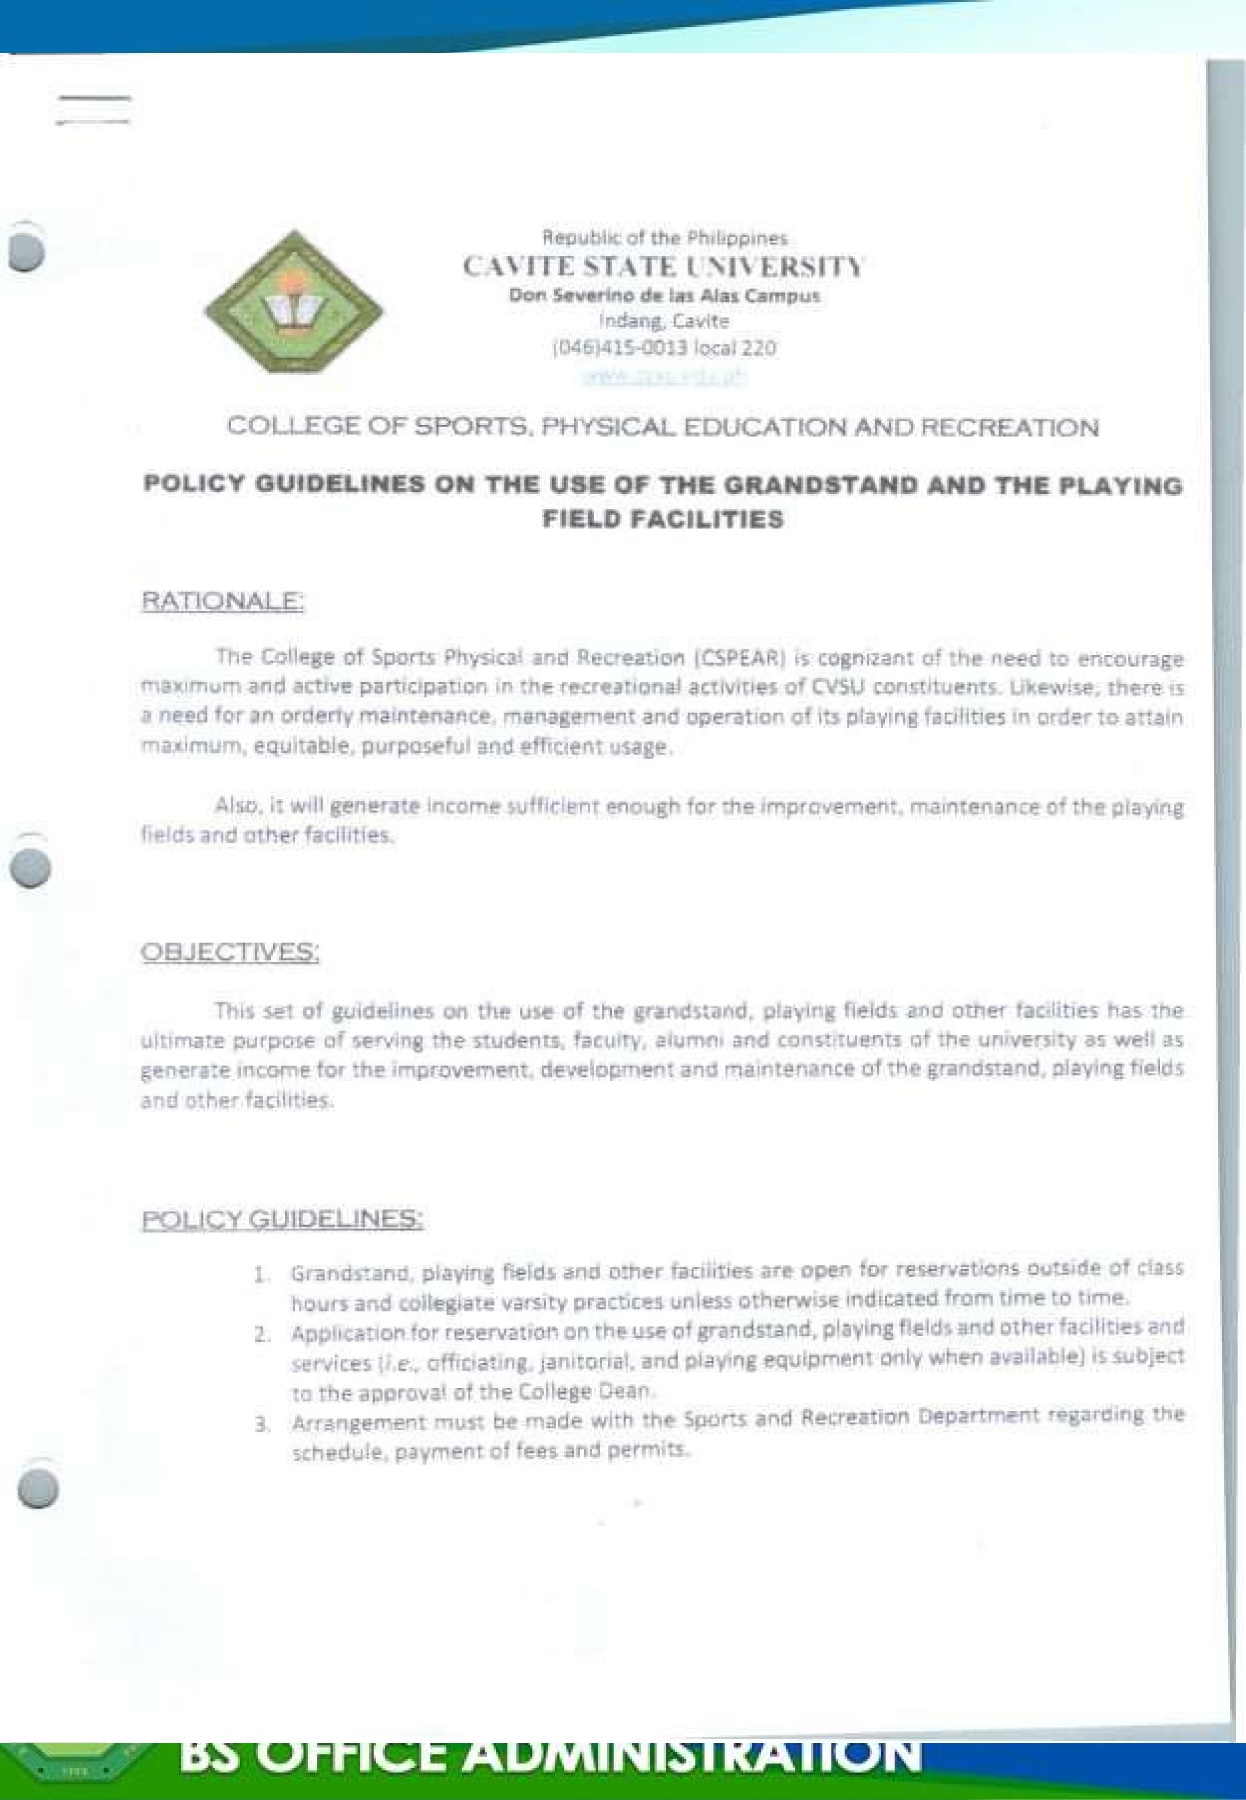 Republic of the Philippines
CAVITE STATE UNIVERSITY
Don Severino de las Alas Campus
Indang, Cavite
(046)415-0013 local 220
COLLEGE OF SPORTS, PHYSICAL EDUCATION AND RECREATION
POLICY GUIDELINES ON THE USE OF THE GRANDSTAND AND THE PLAYING
FIELD FACILITIES
RATIONALE:
The College of Sports Physical and Recreation (CSPEAR) is cognizant of the need to encourage
maximum and active participation in the recreational activities of CVSU constituents. Likewise, there is
a need for an orderly maintenance, management and operation of its playing facilities in order to attain
maximum, equitable, purposeful and efficient usage.
Also, it will generate income sufficient enough for the improvement, maintenance of the playing
fields and other facilities.
OBJECTIVES:
This set of guidelines on the use of the grandstand, playing fields and other facilities has the
ultimate purpose of serving the students, faculty, alumni and constituents of the university as well as
generate income for the improvement, development and maintenance of the grandstand, playing fields
and other facilities.
POLICY GUIDELINES:
1. Grandstand, playing fields and other facilities are open for reservations outside of class
hours and collegiate varsity practices unless otherwise indicated from time to time.
2. Application for reservation on the use of grandstand, playing fields and other facilities and
services (i.e., officiating, janitorial, and playing equipment only when available) is subject
to the approval of the College Dean.
3. Arrangement must be made with the Sports and Recreation Department regarding the
schedule, payment of fees and permits.
BS OFFICE ADMINISTRATION